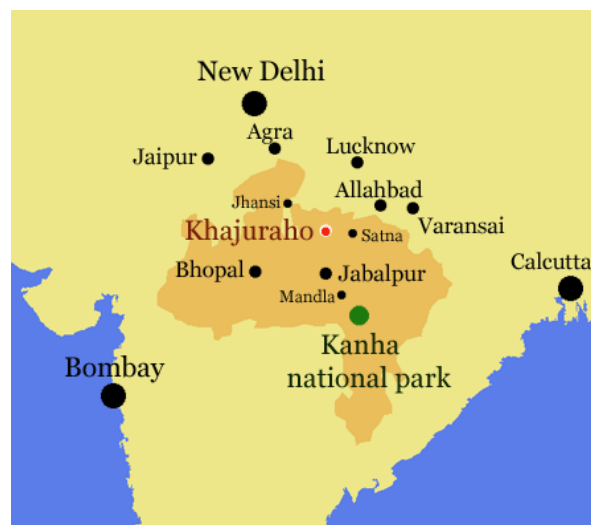 New Delhi
Agra
Jaipur
Lucknow
Allahbad
Jhansi
Varansai
Khajuraho
Satna
Calcutta
Bhopal
Jabalpur
Mandla
Kanha
national park
Bombay